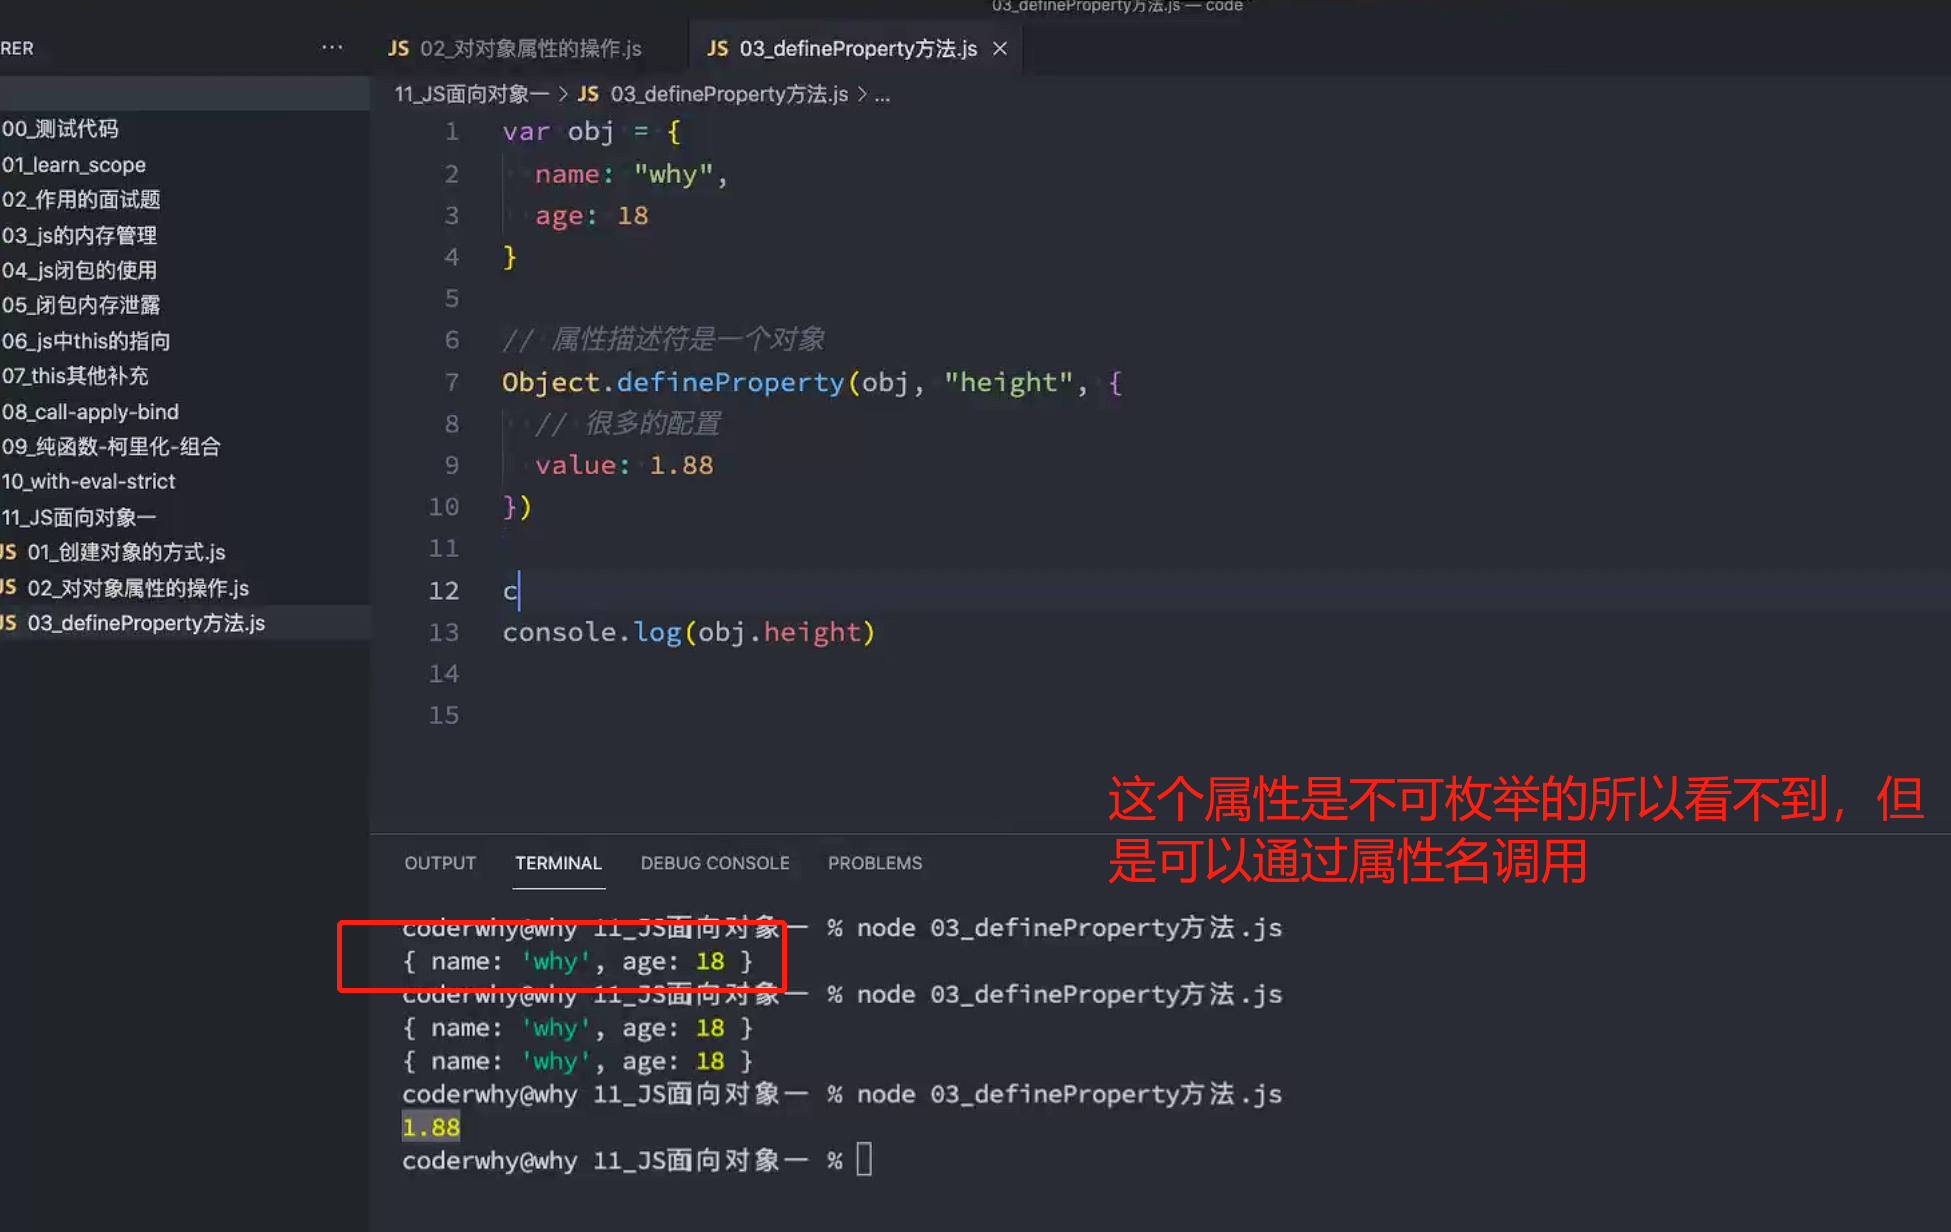 03_defineProperty方法.js — code
RER ···
JS 02_对对象属性的操作.js JS 03_defineProperty方法.js ×
11_JS面向对象一 > JS 03_defineProperty方法.js > ...
00_测试代码
01_learn_scope
02_作用的面试题
03_js的内存管理
04_js闭包的使用
05_闭包内存泄露
06_js中this的指向
07_this其他补充
08_call-apply-bind
09_纯函数-柯里化-组合
10_with-eval-strict
11_JS面向对象一
JS 01_创建对象的方式.js
JS 02_对对象属性的操作.js
JS 03_defineProperty方法.js
1 var obj = {
2 name: "why",
3 age: 18
4 }
5
6 // 属性描述符是一个对象
7 Object.defineProperty(obj, "height", {
8 // 很多的配置
9 value: 1.88
10 })
11
12 c
13 console.log(obj.height)
14
15
这个属性是不可枚举的所以看不到，但
是可以通过属性名调用
OUTPUT TERMINAL DEBUG CONSOLE PROBLEMS
coderwhy@why 11_JS面向对象一 % node 03_defineProperty方法.js
{ name: 'why', age: 18 }
coderwhy@why 11_JS面向对象一 % node 03_defineProperty方法.js
{ name: 'why', age: 18 }
{ name: 'why', age: 18 }
coderwhy@why 11_JS面向对象一 % node 03_defineProperty方法.js
1.88
coderwhy@why 11_JS面向对象一 %